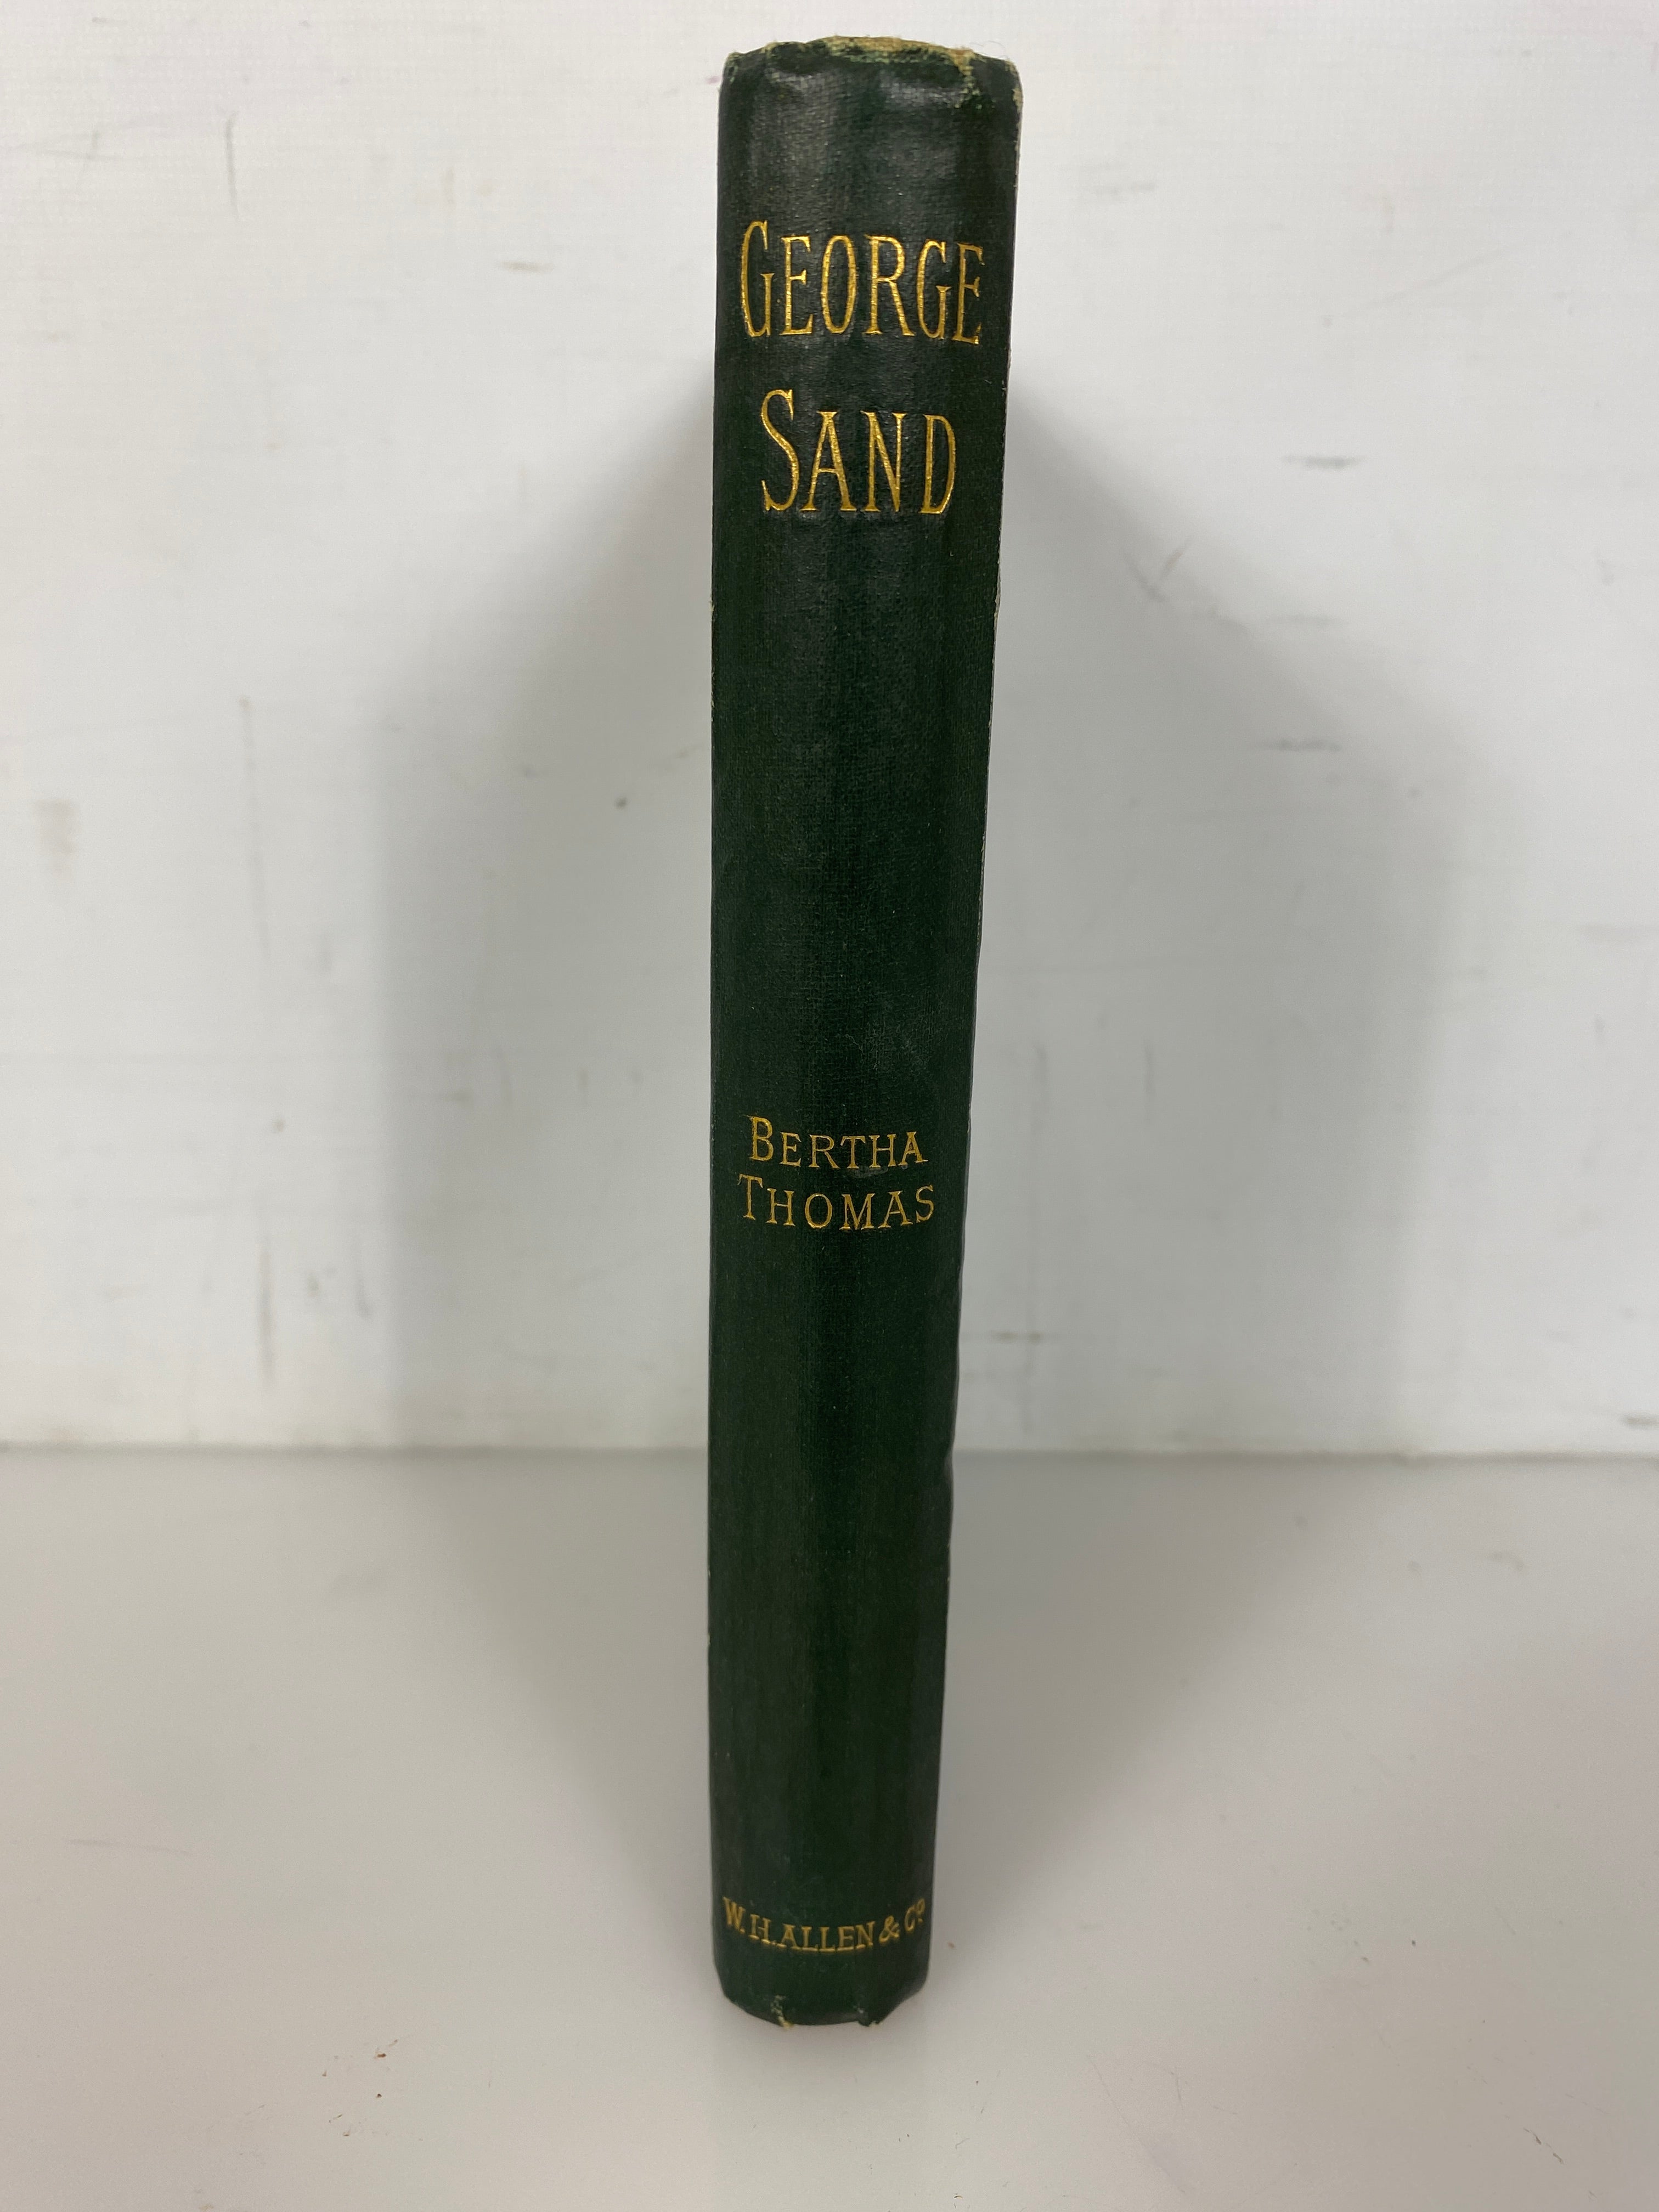 GEORGE
SAND
BERTHA
THOMAS
W.H.ALLEN & Co